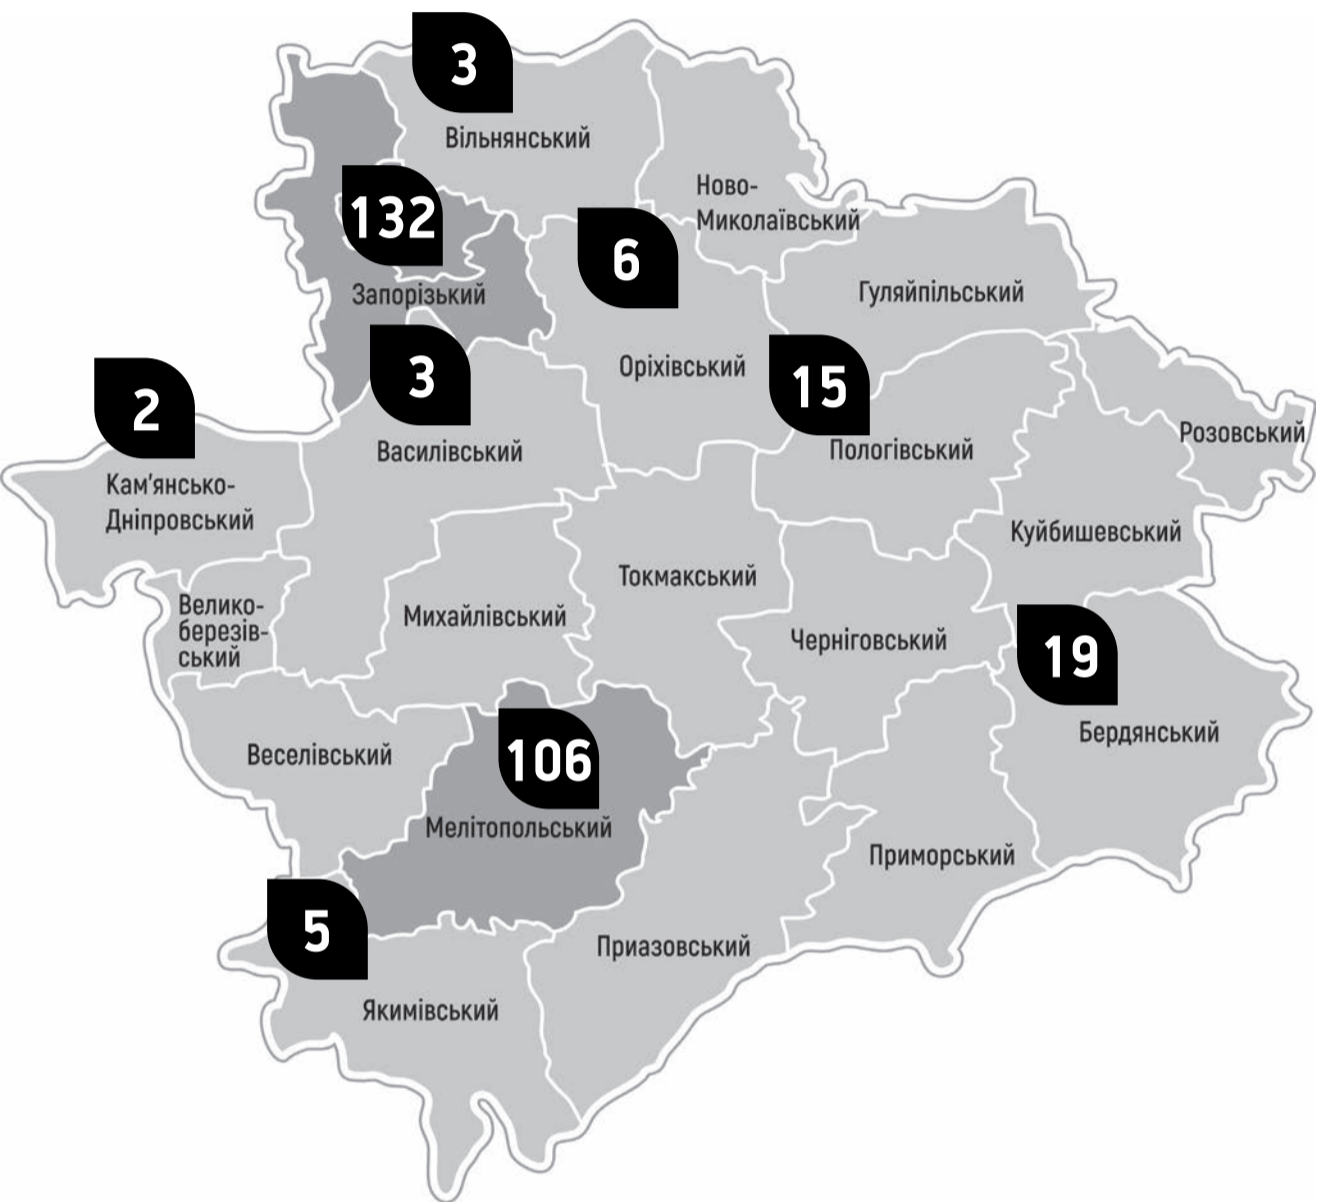 3
Вільнянський
132
Ново-
Миколаївський
6
Запорізький
Гуляйпільський
3
Оріхівський
15
2
Василівський
Пологівський
Розовський
Кам'янсько-
Дніпровський
Куйбишевський
Токмакський
Велико-
березів-
ський
Михайлівський
Черніговський
19
Бердянський
Веселівський
106
Мелітопольський
Приморський
5
Приазовський
Якимівський